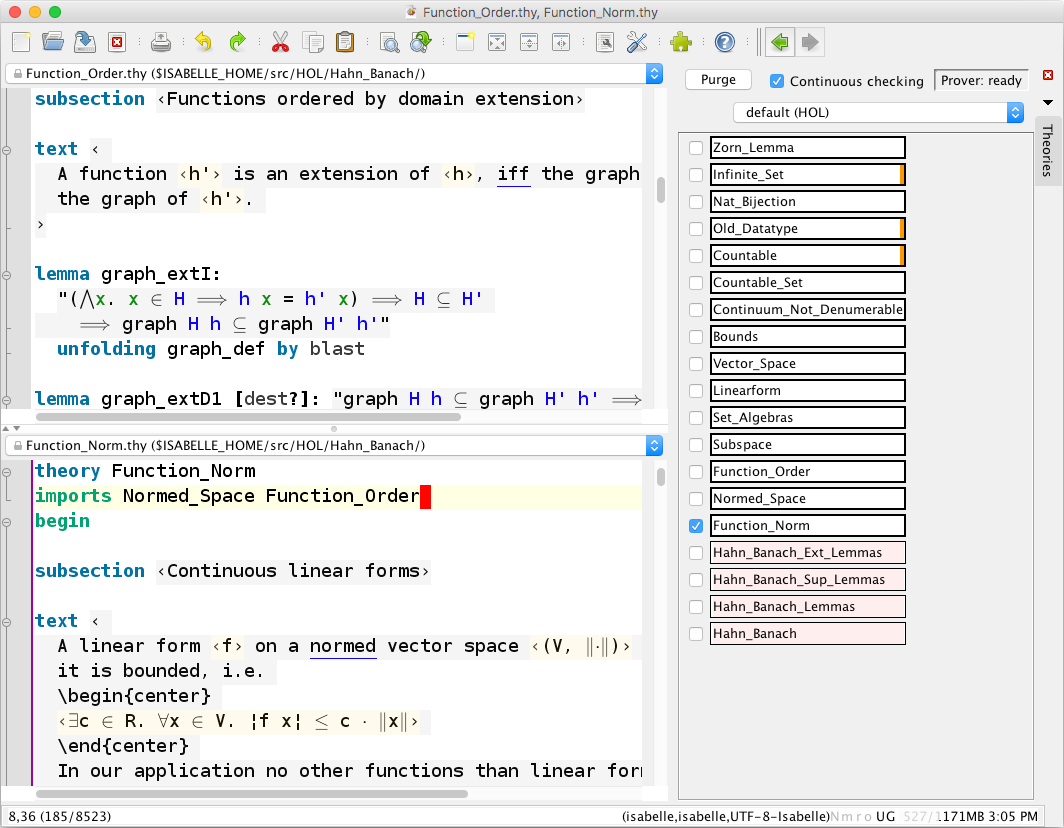 Function_Order.thy, Function_Norm.thy
Function_Order.thy ($ISABELLE_HOME/src/HOL/Hahn_Banach/)
subsection ‹Functions ordered by domain extension›
text ‹
A function ‹h'› is an extension of ‹h›, iff the graph
the graph of ‹h'›.
›
lemma graph_extI:
"(⋀x. x ∈ H ⟹ h x = h' x) ⟹ H ⊆ H'
⟹ graph H h ⊆ graph H' h'"
unfolding graph_def by blast
lemma graph_extD1 [dest?]: "graph H h ⊆ graph H' h' ⟹
Function_Norm.thy ($ISABELLE_HOME/src/HOL/Hahn_Banach/)
theory Function_Norm
imports Normed_Space Function_Order
begin
subsection ‹Continuous linear forms›
text ‹
A linear form ‹f› on a normed vector space ‹(V, ∥·∥)›
it is bounded, i.e.
\begin{center}
‹∃c ∈ R. ∀x ∈ V. ¦f x¦ ≤ c · ∥x∥›
\end{center}
In our application no other functions than linear for
Purge
Continuous checking
Prover: ready
default (HOL)
Theories
Zorn_Lemma
Infinite_Set
Nat_Bijection
Old_Datatype
Countable
Countable_Set
Continuum_Not_Denumerable
Bounds
Vector_Space
Linearform
Set_Algebras
Subspace
Function_Order
Normed_Space
Function_Norm
Hahn_Banach_Ext_Lemmas
Hahn_Banach_Sup_Lemmas
Hahn_Banach_Lemmas
Hahn_Banach
8,36 (185/8523)
(isabelle,isabelle,UTF-8-Isabelle) N m r o UG 527/1171MB 3:05 PM